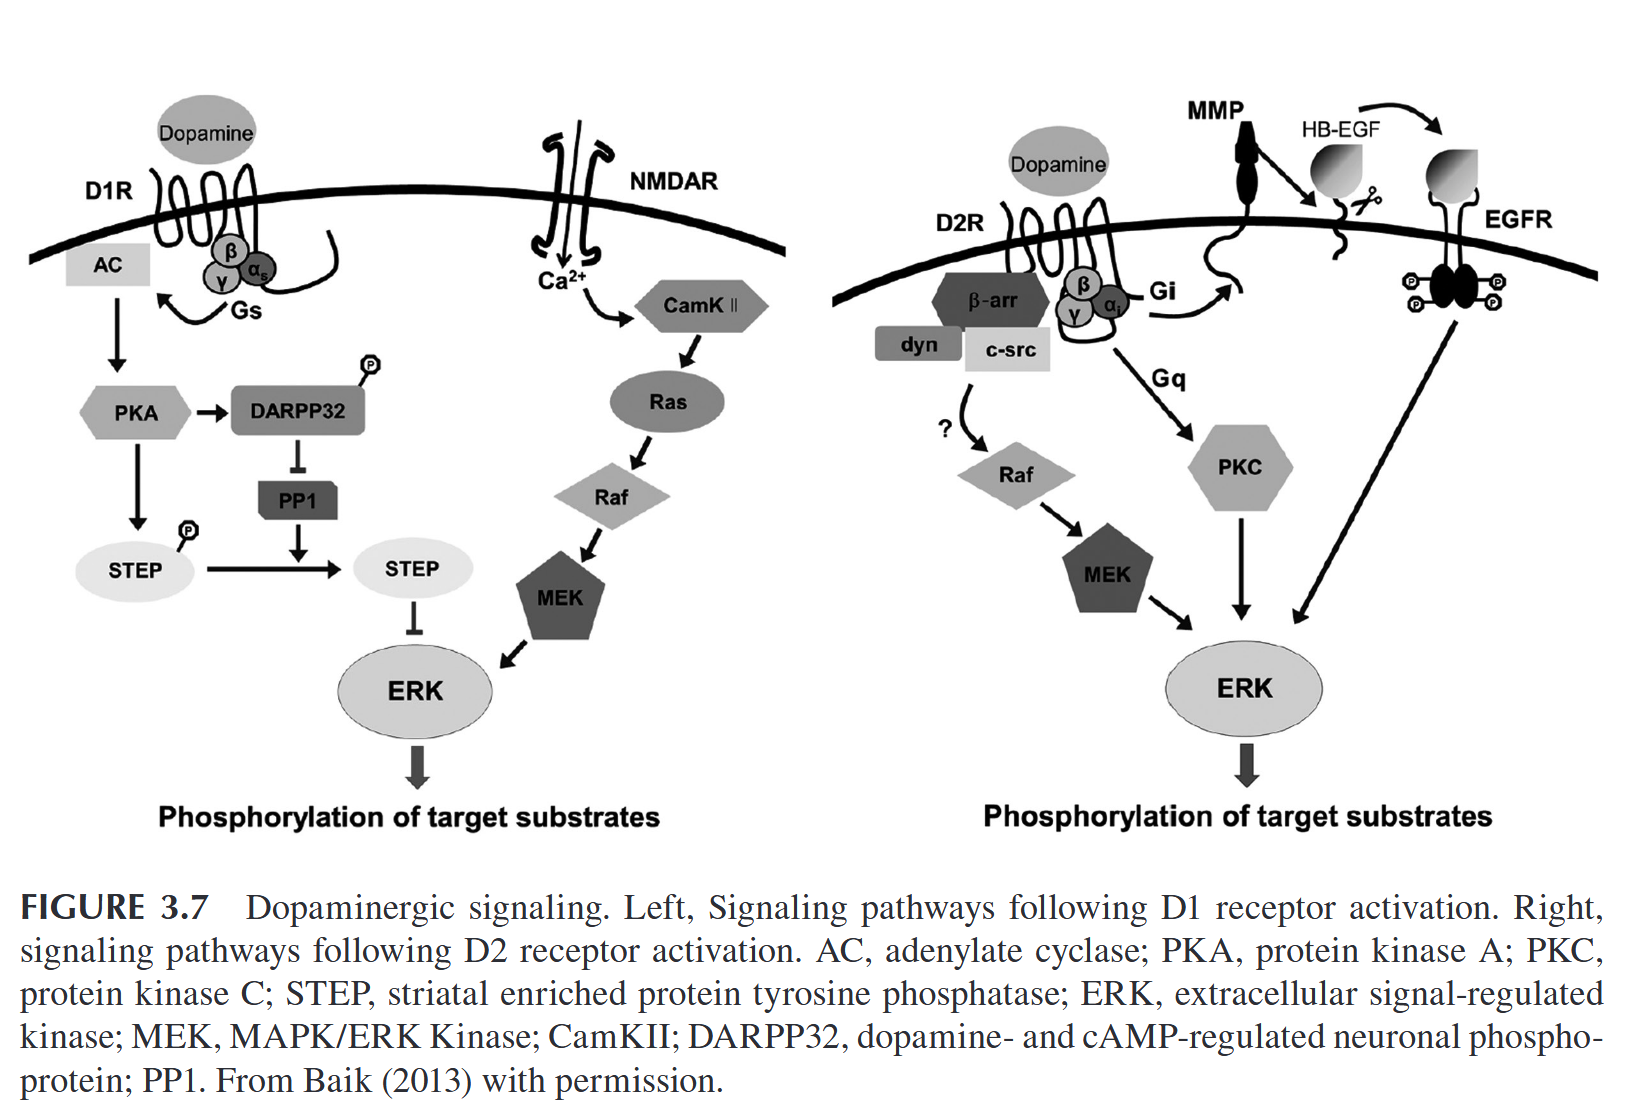 Dopamine
D1R
NMDAR
β
γ
αs
AC
Gs
Ca2+
CamK II
P
PKA
DARPP32
Ras
PP1
Raf
P
STEP
STEP
MEK
ERK
Phosphorylation of target substrates
MMP
HB-EGF
Dopamine
D2R
EGFR
β
γ
αi
Gi
β-arr
dyn
c-src
P
P
P
P
Gq
?
Raf
PKC
MEK
ERK
Phosphorylation of target substrates
FIGURE 3.7 Dopaminergic signaling. Left, Signaling pathways following D1 receptor activation. Right,
signaling pathways following D2 receptor activation. AC, adenylate cyclase; PKA, protein kinase A; PKC,
protein kinase C; STEP, striatal enriched protein tyrosine phosphatase; ERK, extracellular signal-regulated
kinase; MEK, MAPK/ERK Kinase; CamKII; DARPP32, dopamine- and cAMP-regulated neuronal phospho-
protein; PP1. From Baik (2013) with permission.